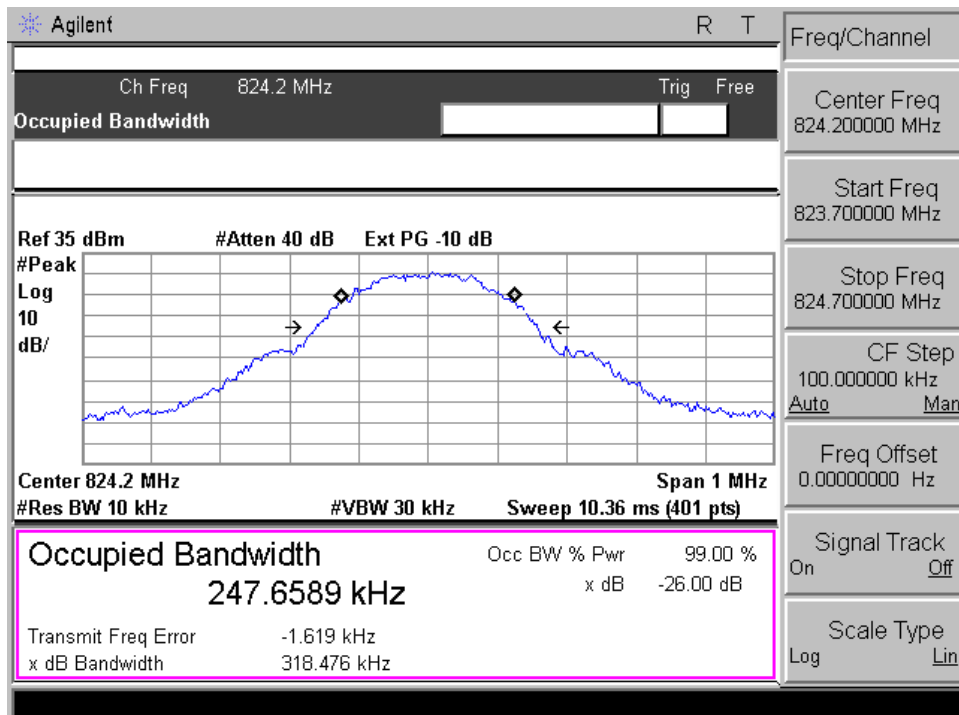 Agilent R T
Ch Freq 824.2 MHz Trig Free
Occupied Bandwidth
Ref 35 dBm #Atten 40 dB Ext PG -10 dB
#Peak
Log
10
dB/
Center 824.2 MHz Span 1 MHz
#Res BW 10 kHz #VBW 30 kHz Sweep 10.36 ms (401 pts)
Occupied Bandwidth
247.6589 kHz
Occ BW % Pwr 99.00 %
x dB -26.00 dB
Transmit Freq Error -1.619 kHz
x dB Bandwidth 318.476 kHz
Freq/Channel
Center Freq
824.200000 MHz
Start Freq
823.700000 MHz
Stop Freq
824.700000 MHz
CF Step
100.000000 kHz
Auto Man
Freq Offset
0.00000000 Hz
Signal Track
On Off
Scale Type
Log Lin